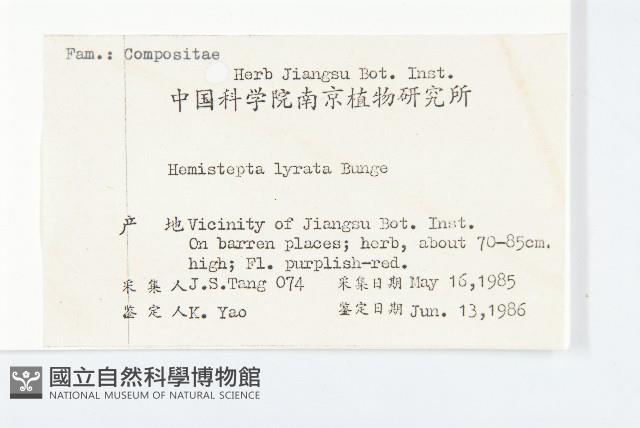 Fam.: Compositae
Herb Jiangsu Bot. Inst.
中国科学院南京植物研究所
Hemistepta lyrata Bunge
产 地 Vicinity of Jiangsu Bot. Inst.
On barren places; herb, about 70-85cm.
high; Fl. purplish-red.
采集人 J.S.Tang 074 采集日期 May 16,1985
鉴定人 K. Yao 鉴定日期 Jun. 13,1986
國立自然科學博物館
NATIONAL MUSEUM OF NATURAL SCIENCE